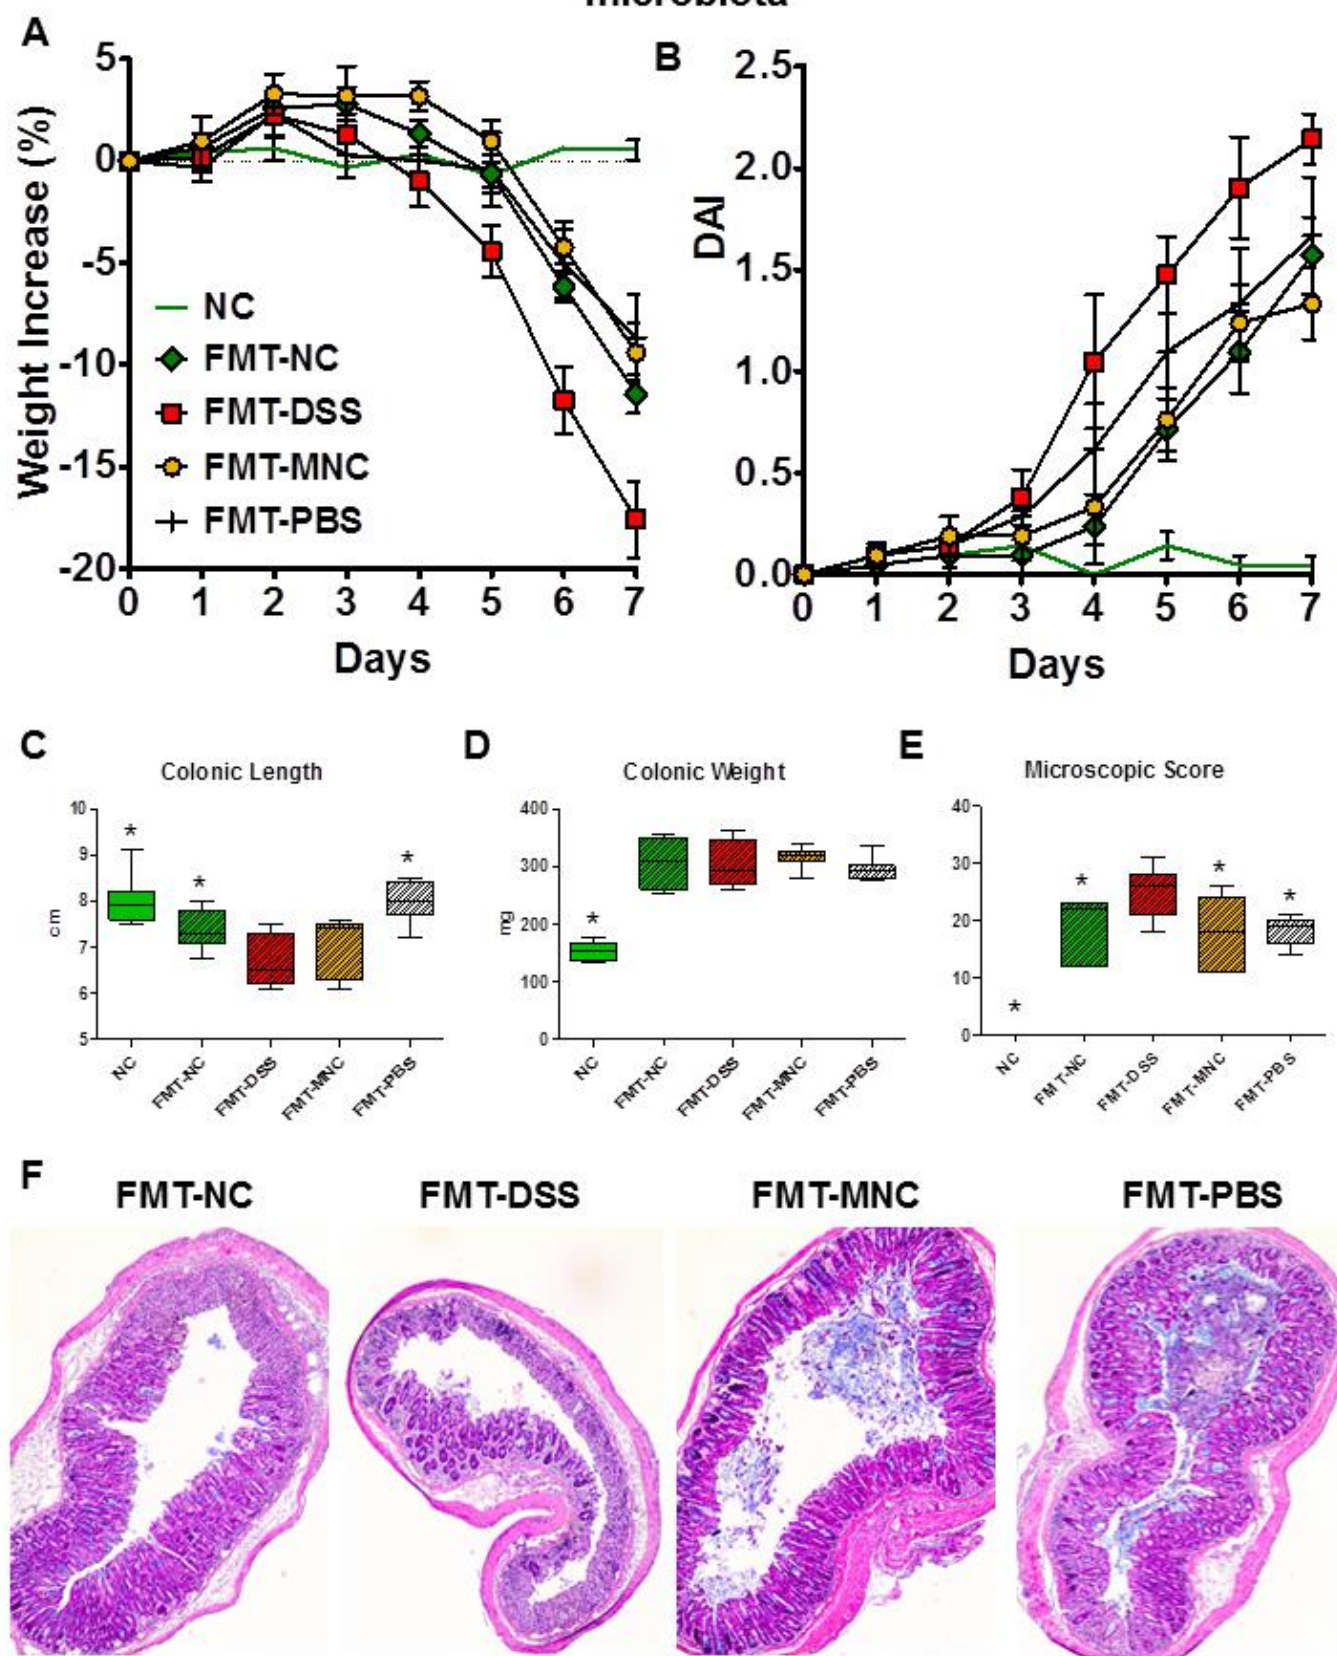 microbiota
A
B
5
0
-5
-10
-15
-20
Weight Increase (%)
NC
FMT-NC
FMT-DSS
FMT-MNC
FMT-PBS
0 1 2 3 4 5 6 7
Days
2.5
2.0
1.5
1.0
0.5
0.0
DAI
0 1 2 3 4 5 6 7
Days
C
Colonic Length
10
9
8
7
6
5
cm
* * *
NC FMT-NC FMT-DSS FMT-MNC FMT-PBS
D
Colonic Weight
400
300
200
100
0
mg
*
NC FMT-NC FMT-DSS FMT-MNC FMT-PBS
E
Microscopic Score
40
30
20
10
0
* * * *
NC FMT-NC FMT-DSS FMT-MNC FMT-PBS
F
FMT-NC FMT-DSS FMT-MNC FMT-PBS